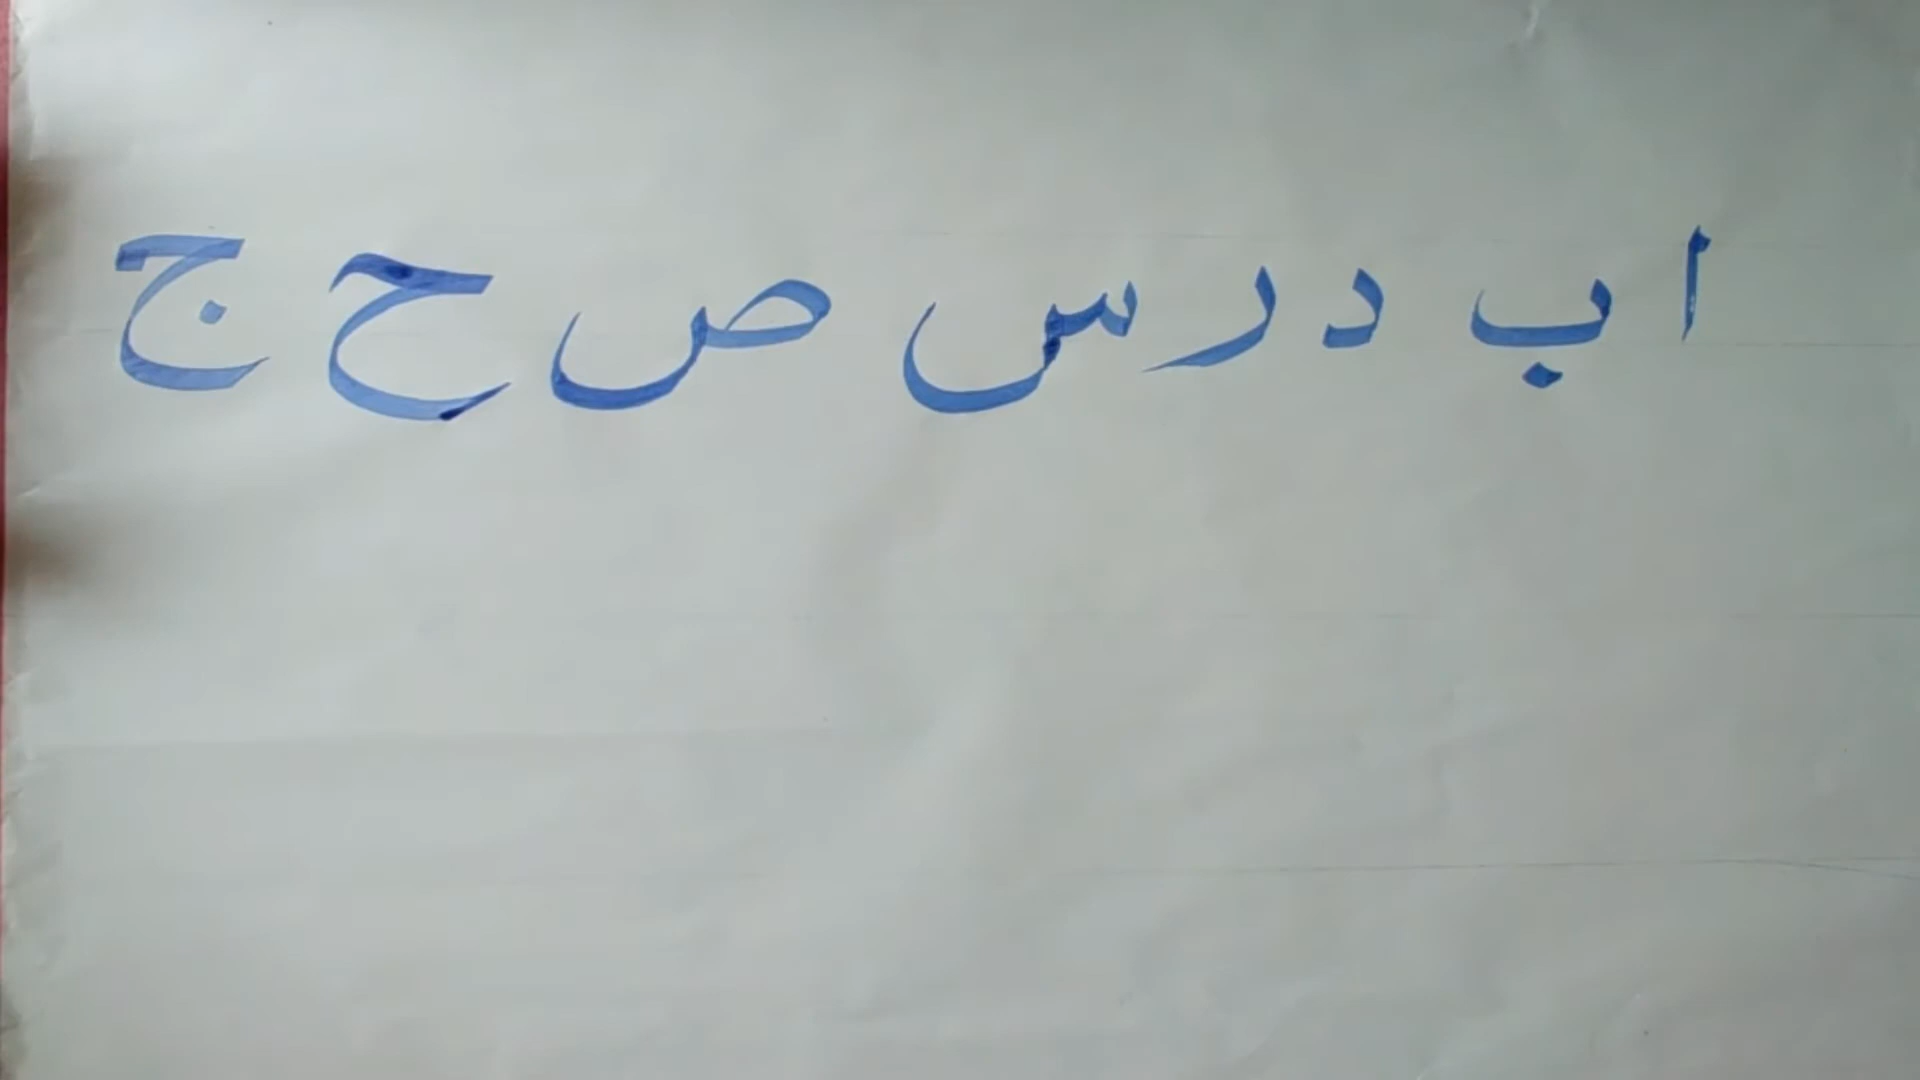 ا ب د ر س ص ح ج